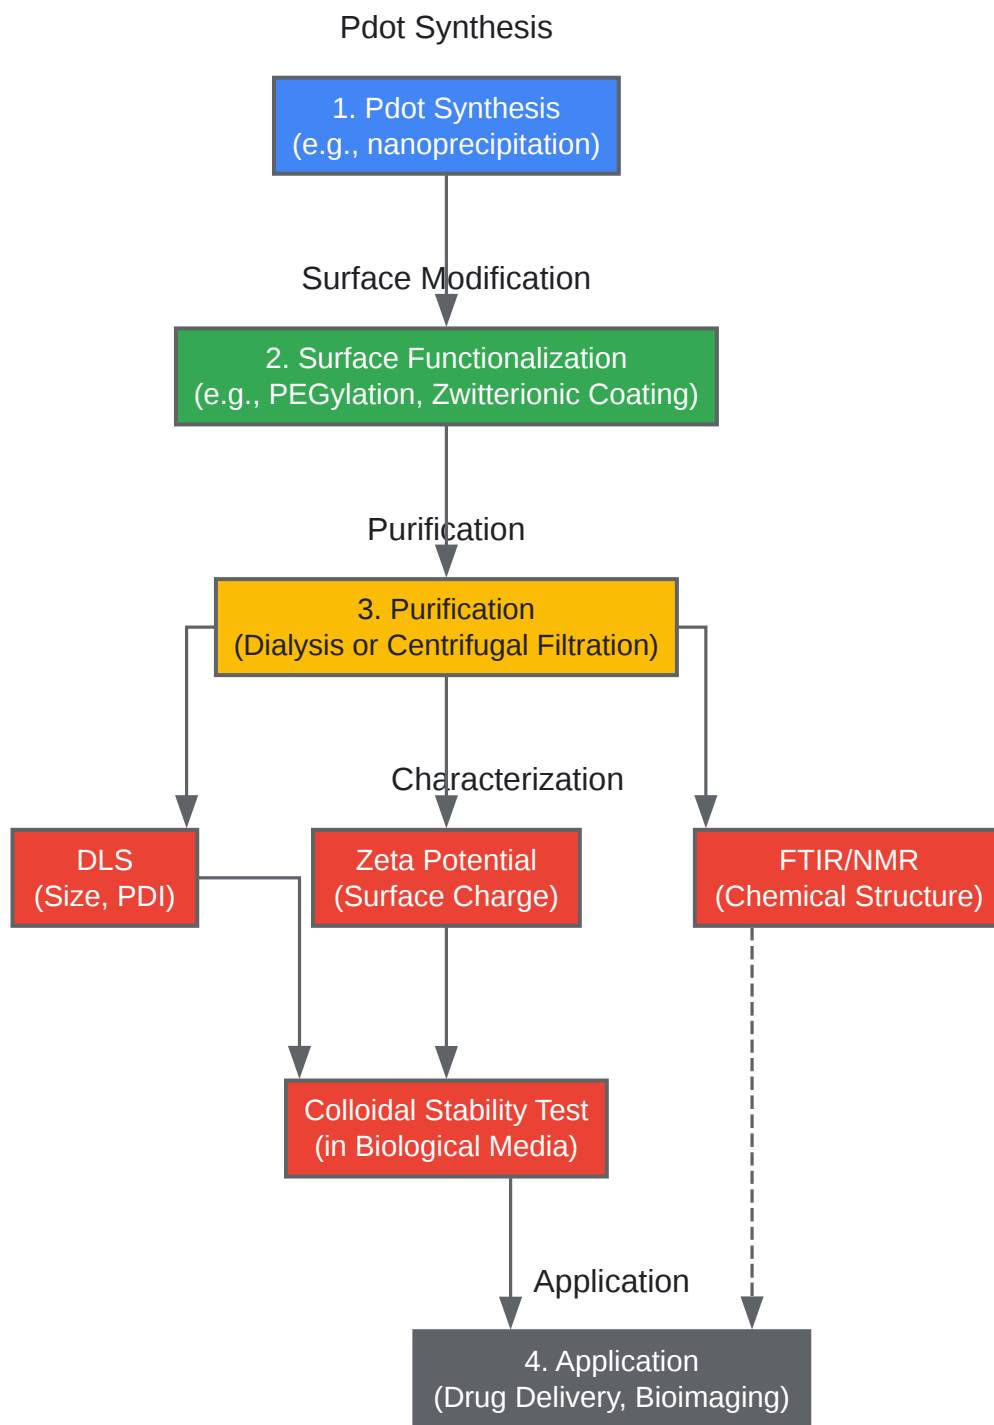 Pdot Synthesis
1. Pdot Synthesis
(e.g., nanoprecipitation)
Surface Modification
2. Surface Functionalization
(e.g., PEGylation, Zwitterionic Coating)
Purification
3. Purification
(Dialysis or Centrifugal Filtration)
Characterization
DLS
(Size, PDI)
Zeta Potential
(Surface Charge)
FTIR/NMR
(Chemical Structure)
Colloidal Stability Test
(in Biological Media)
Application
4. Application
(Drug Delivery, Bioimaging)